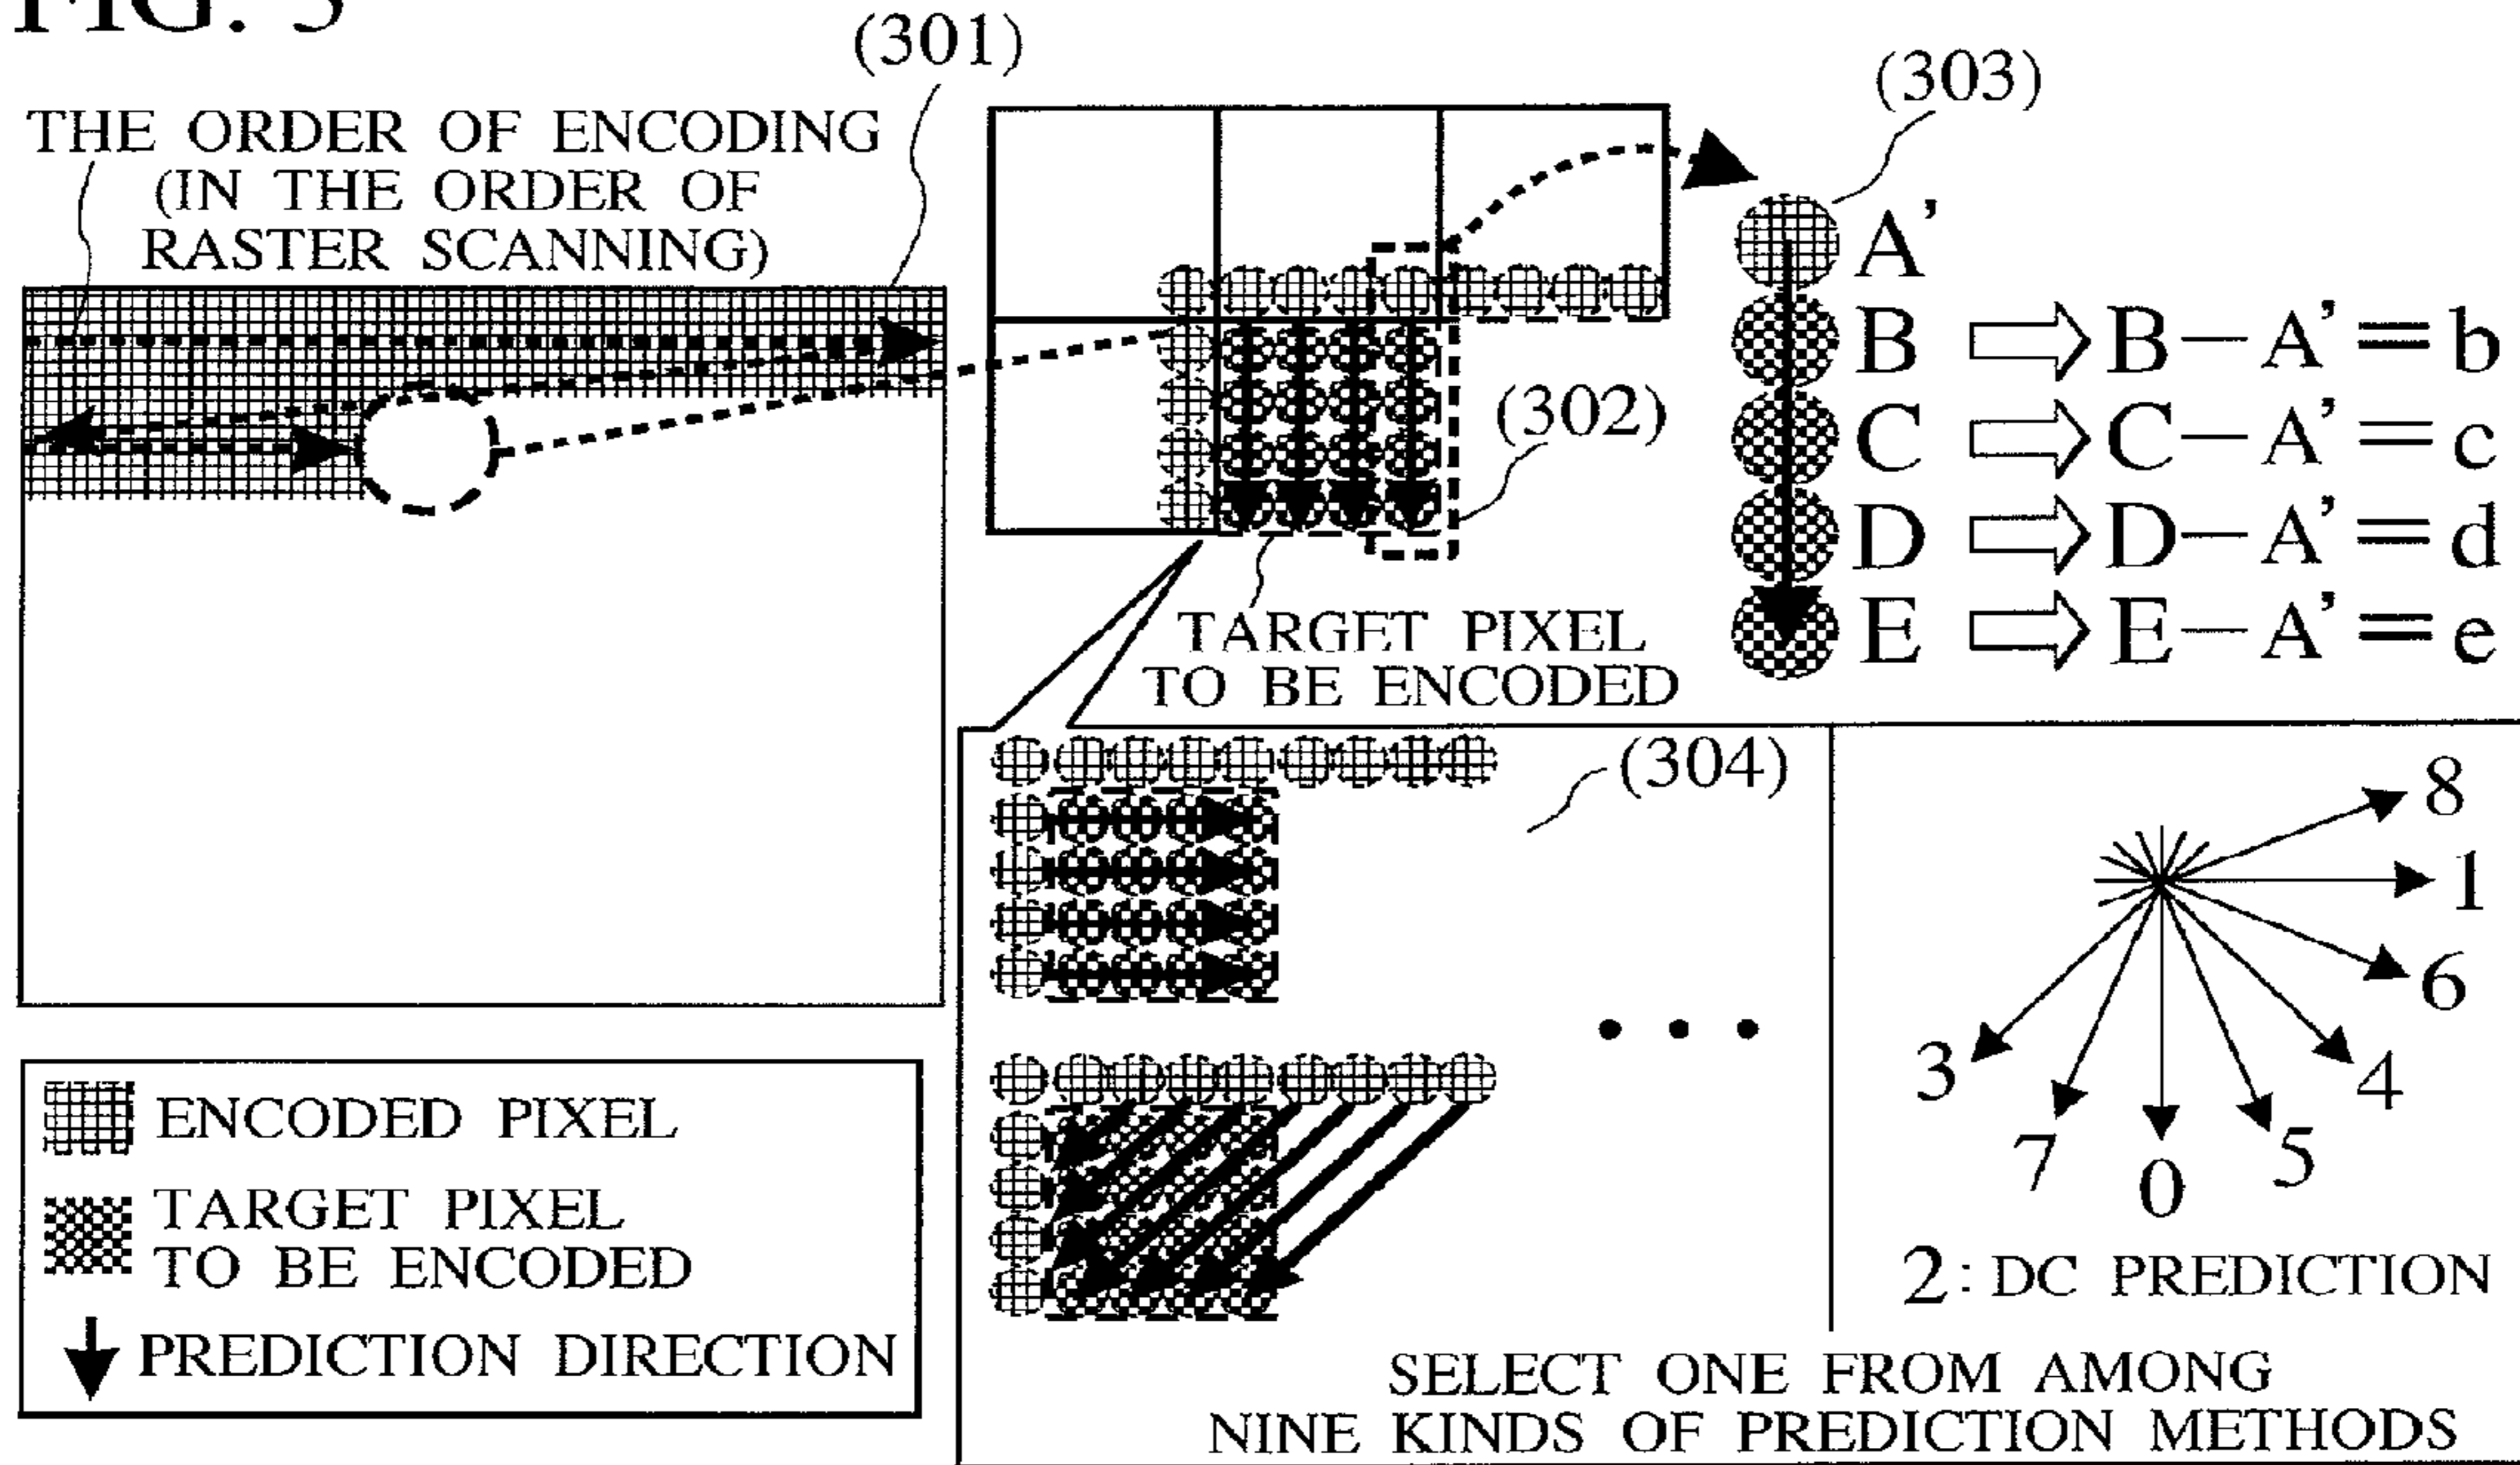 FIG. 3
(301)
(303)
THE ORDER OF ENCODING
(IN THE ORDER OF
RASTER SCANNING)
A'
B ⇨ B − A' = b
C ⇨ C − A' = c
D ⇨ D − A' = d
E ⇨ E − A' = e
(302)
TARGET PIXEL
TO BE ENCODED
(304)
8
1
6
4
5
0
7
3
2 : DC PREDICTION
SELECT ONE FROM AMONG
NINE KINDS OF PREDICTION METHODS
ENCODED PIXEL
TARGET PIXEL
TO BE ENCODED
PREDICTION DIRECTION